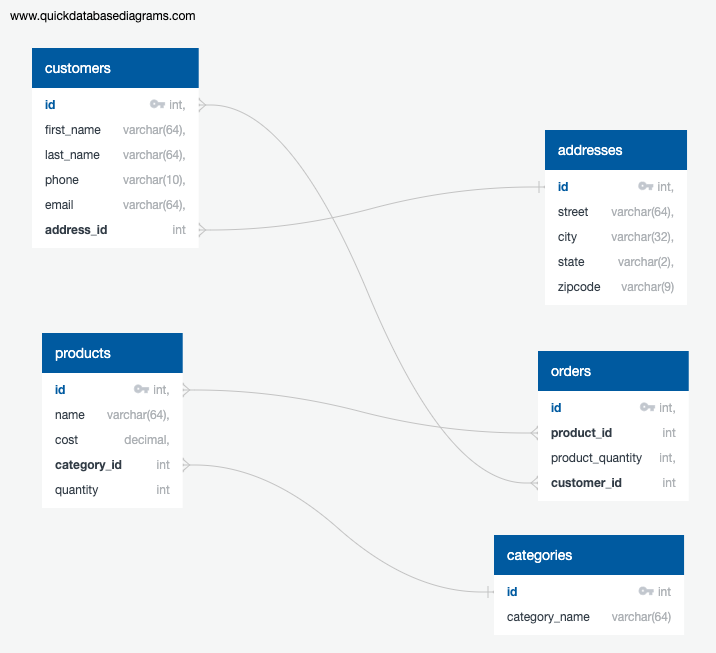 www.quickdatabasediagrams.com
customers
id int,
first_name varchar(64),
last_name varchar(64),
phone varchar(10),
email varchar(64),
address_id int
addresses
id int,
street varchar(64),
city varchar(32),
state varchar(2),
zipcode varchar(9)
products
id int,
name varchar(64),
cost decimal,
category_id int
quantity int
orders
id int,
product_id int
product_quantity int,
customer_id int
categories
id int
category_name varchar(64)